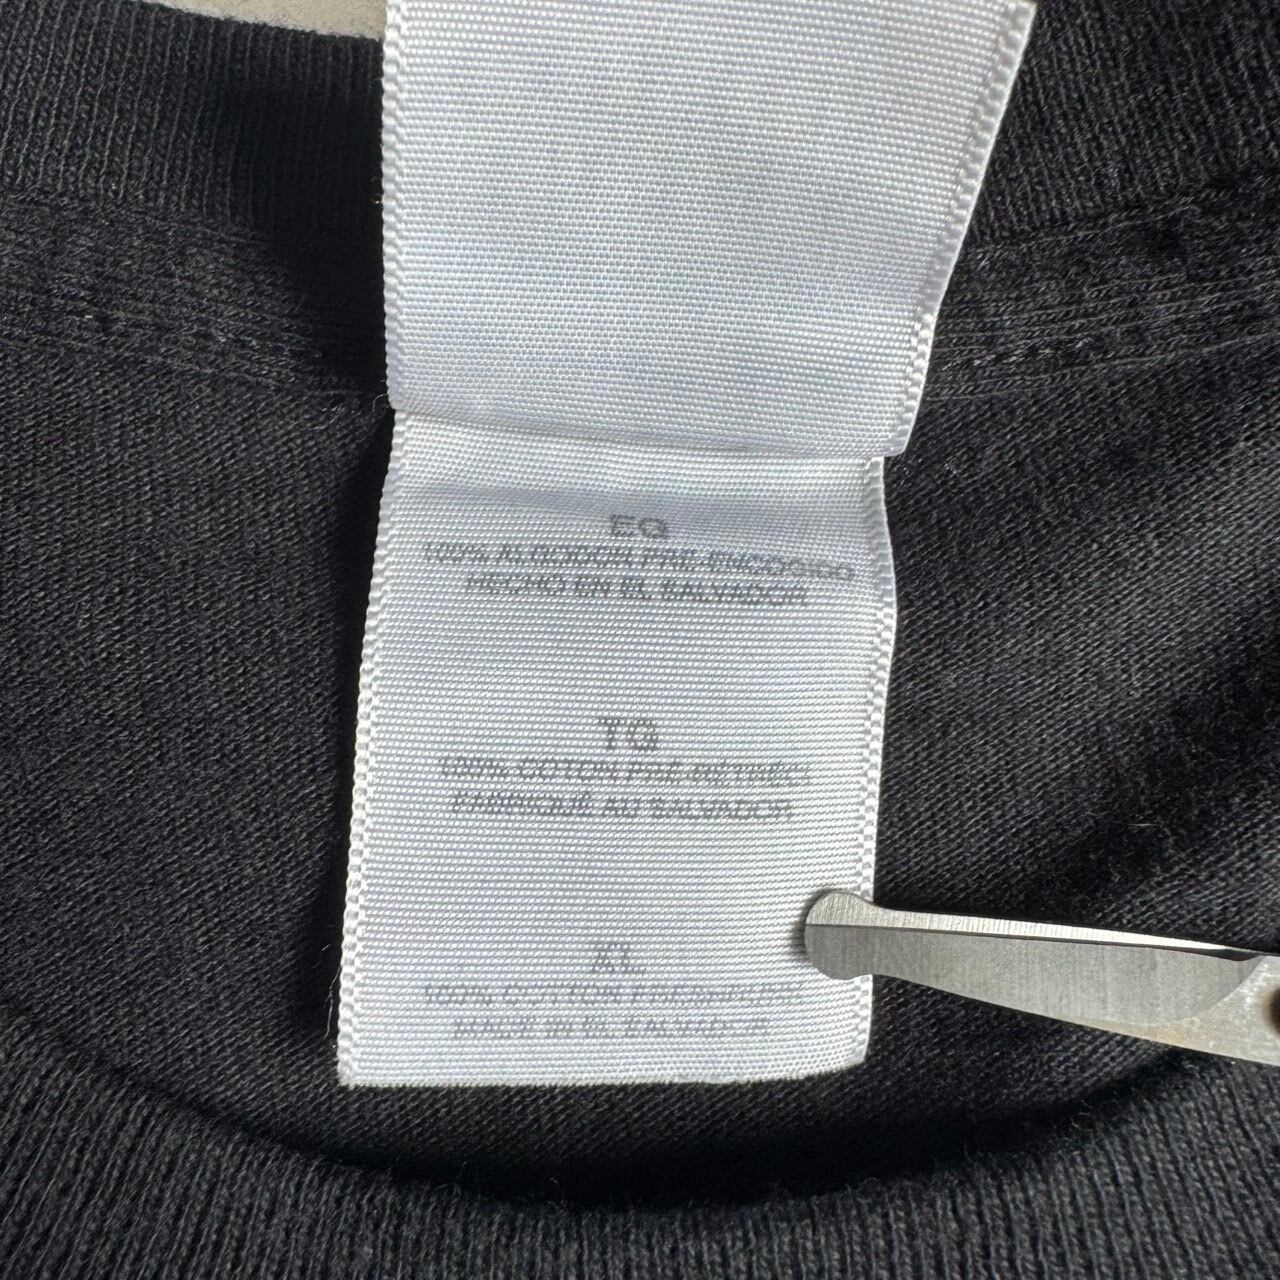 EG
100% ALGODON PRE-ENCOGIDO
HECHO EN EL SALVADOR
TG
100% COTON PRÉ-RÉTRÉCI
FABRIQUÉ AU SALVADOR
XL
100% COTTON PRESHRUNK
MADE IN EL SALVADOR